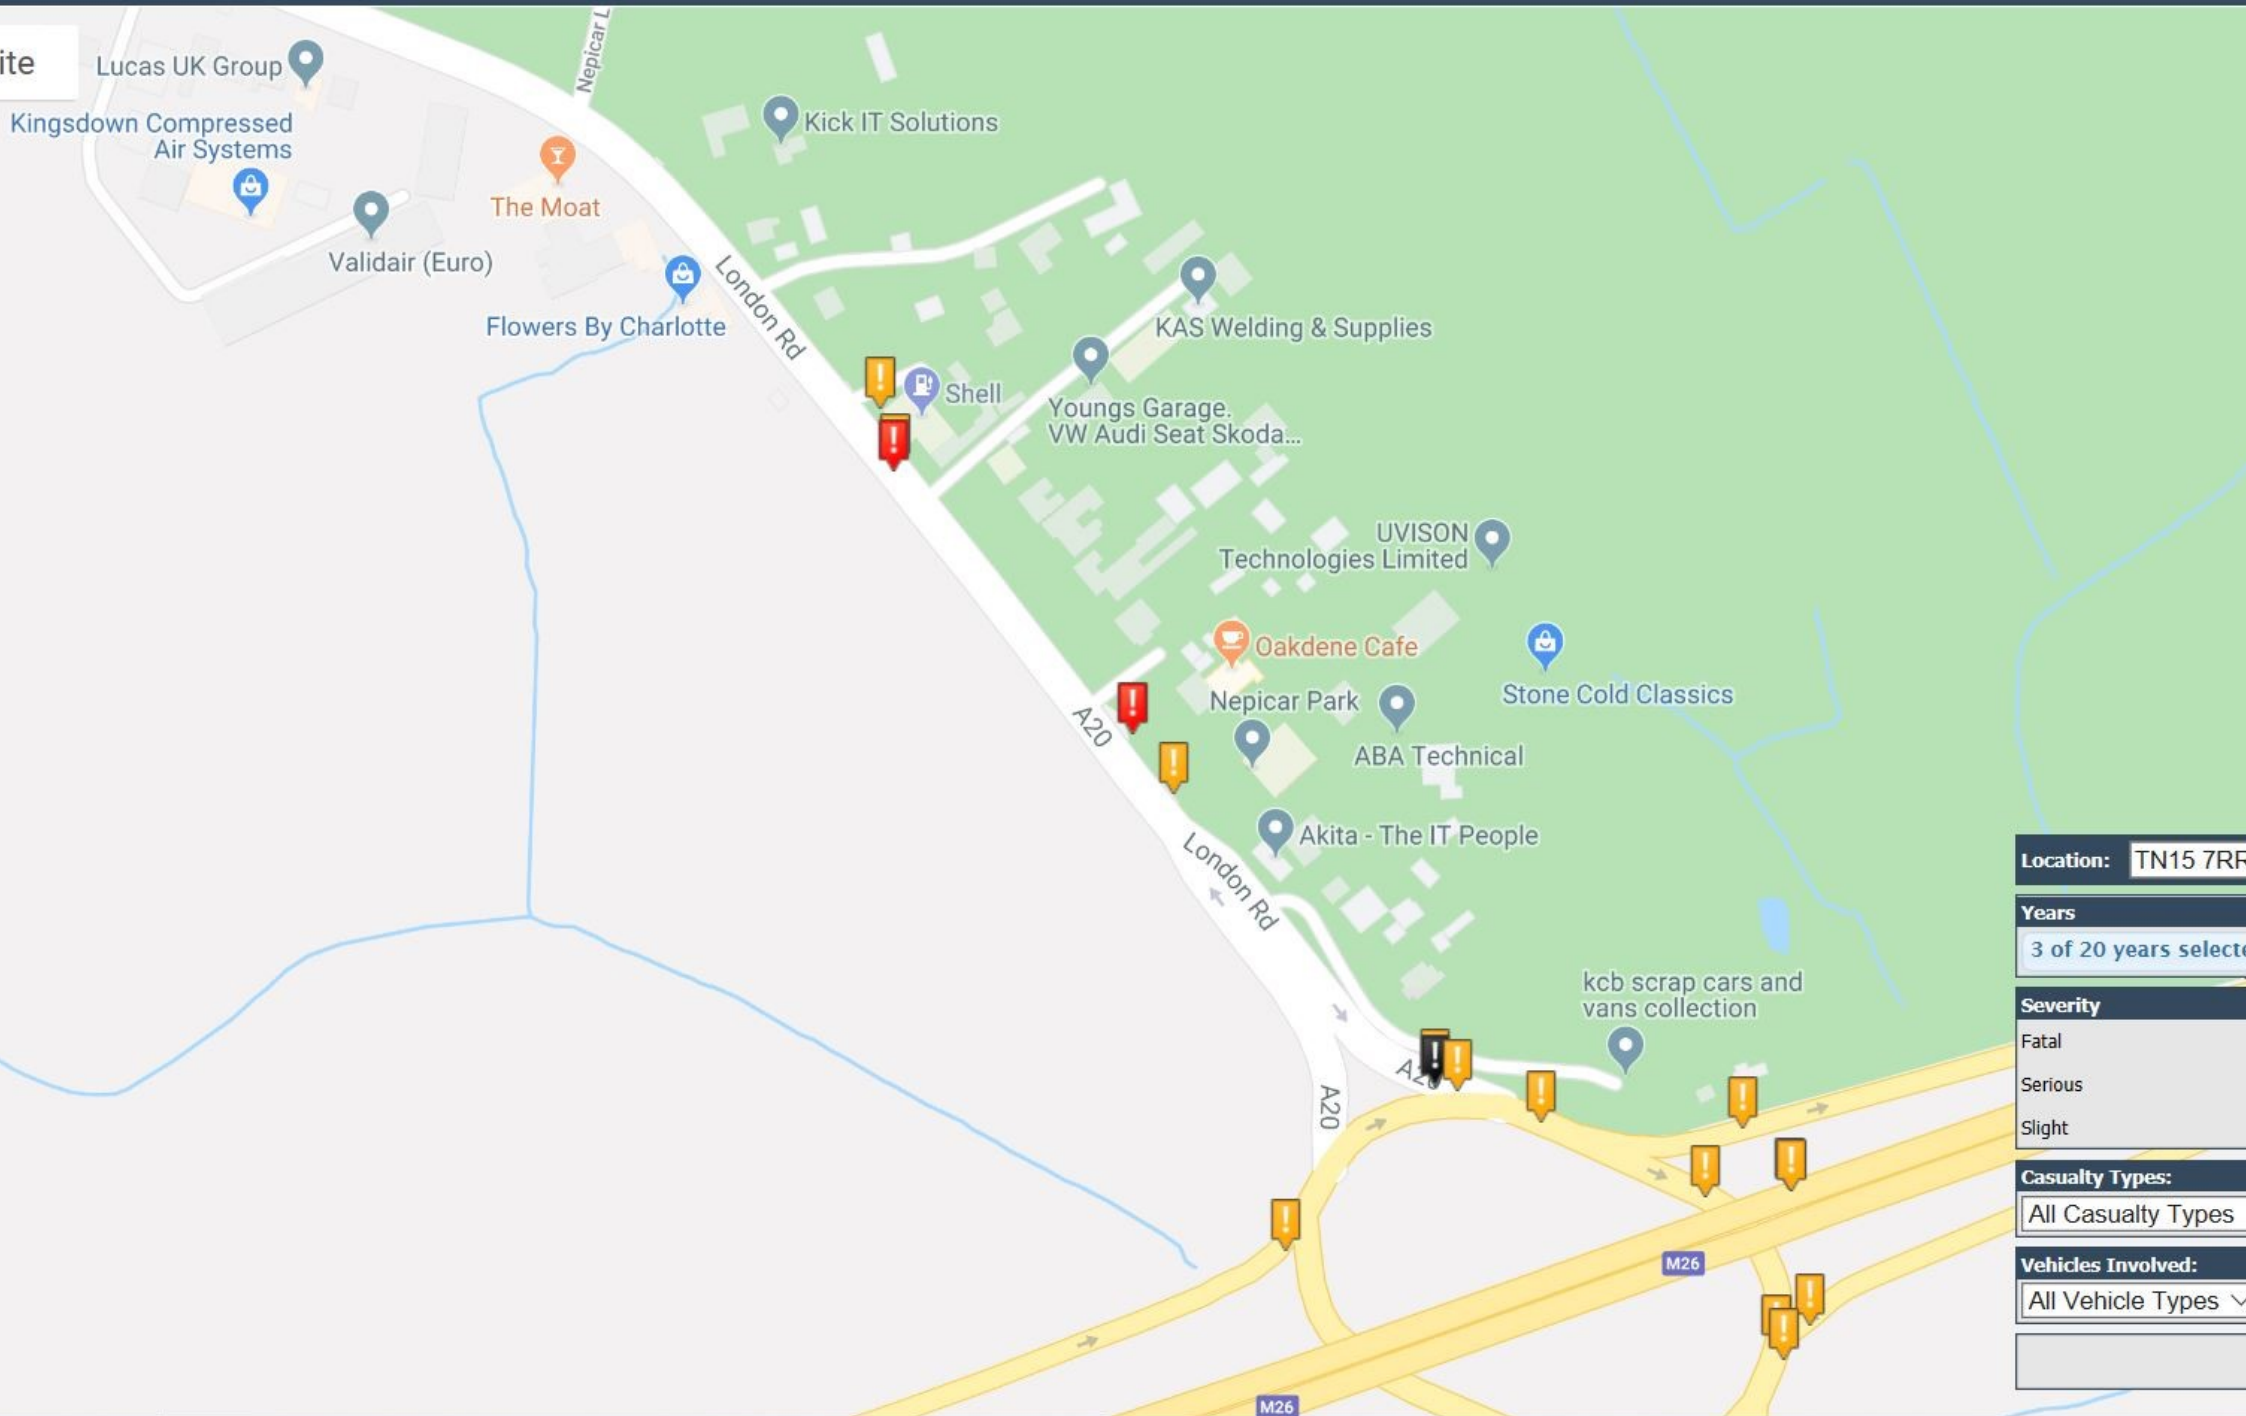 ite
Lucas UK Group
Nepicar L
Kingsdown Compressed
Air Systems
Kick IT Solutions
The Moat
Validair (Euro)
London Rd
Flowers By Charlotte
KAS Welding & Supplies
Shell
Youngs Garage.
VW Audi Seat Skoda...
UVISON
Technologies Limited
Oakdene Cafe
Nepicar Park
Stone Cold Classics
A20
ABA Technical
Akita - The IT People
London Rd
kcb scrap cars and
vans collection
A20
A20
M26
M26
Location: TN15 7RR
Years
3 of 20 years selecte
Severity
Fatal
Serious
Slight
Casualty Types:
All Casualty Types
Vehicles Involved:
All Vehicle Types